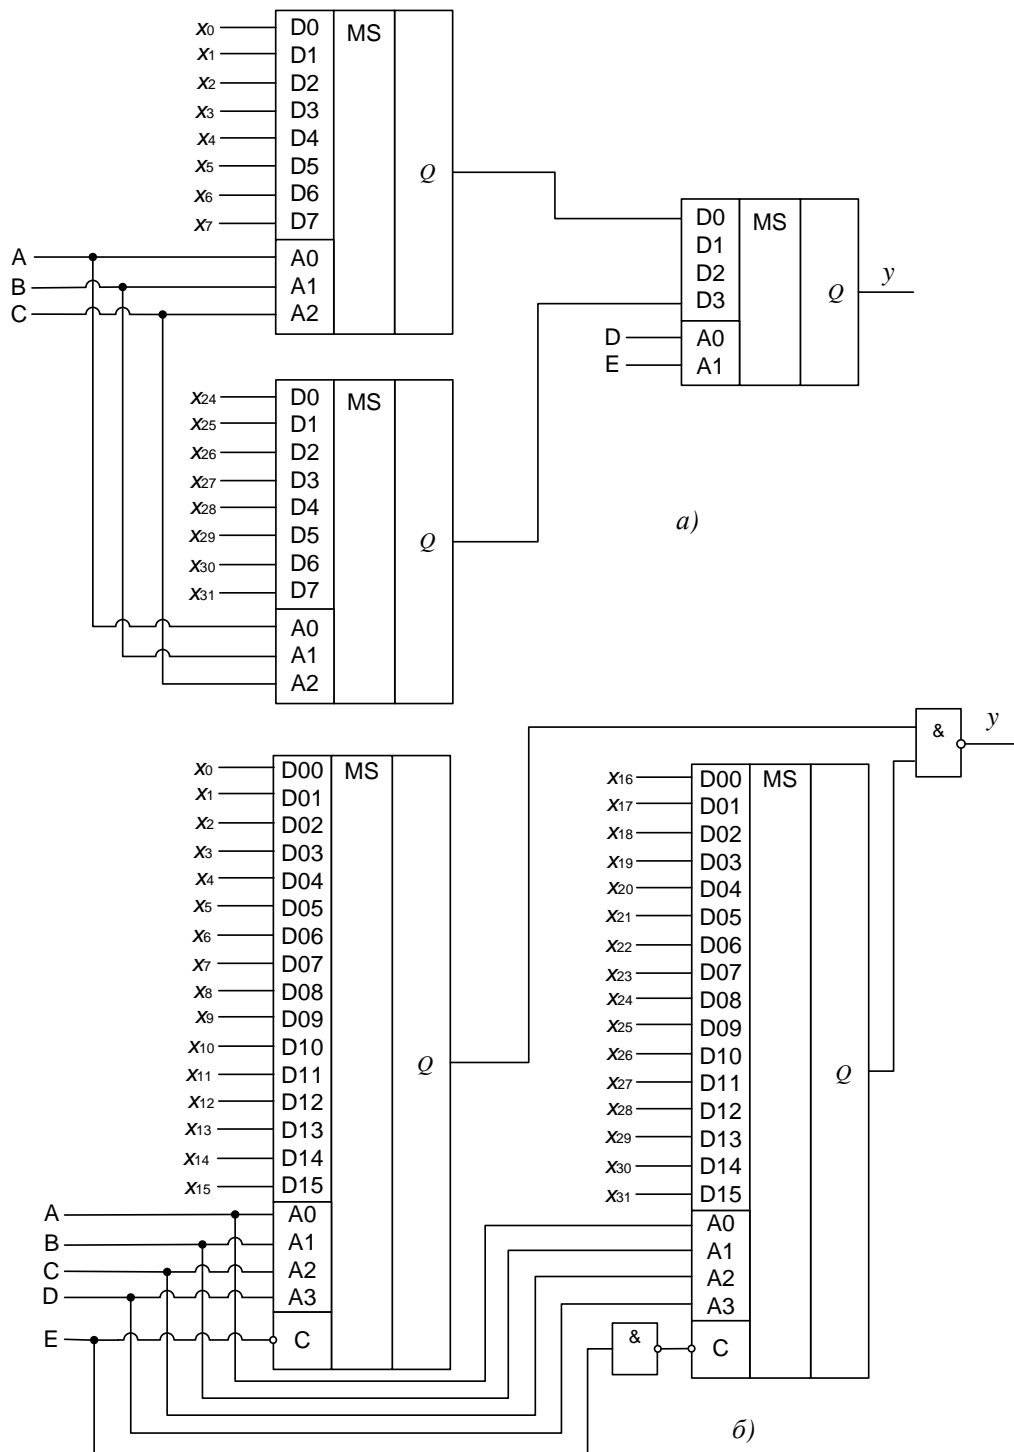 x0 D0 MS
x1 D1
x2 D2
x3 D3
x4 D4
x5 D5 Q
x6 D6
x7 D7
A A0
B A1
C A2
D0 MS
D1
D2
D3 Q y
D A0
E A1
x24 D0 MS
x25 D1
x26 D2
x27 D3
x28 D4
x29 D5 Q
x30 D6
x31 D7
A0
A1
A2
а)
x0 D00 MS
x1 D01
x2 D02
x3 D03
x4 D04
x5 D05
x6 D06
x7 D07
x8 D08
x9 D09
x10 D10 Q
x11 D11
x12 D12
x13 D13
x14 D14
x15 D15
A A0
B A1
C A2
D A3
E C
& y
x16 D00 MS
x17 D01
x18 D02
x19 D03
x20 D04
x21 D05
x22 D06
x23 D07
x24 D08
x25 D09
x26 D10
x27 D11 Q
x28 D12
x29 D13
x30 D14
x31 D15
A0
A1
A2
A3
& C
б)